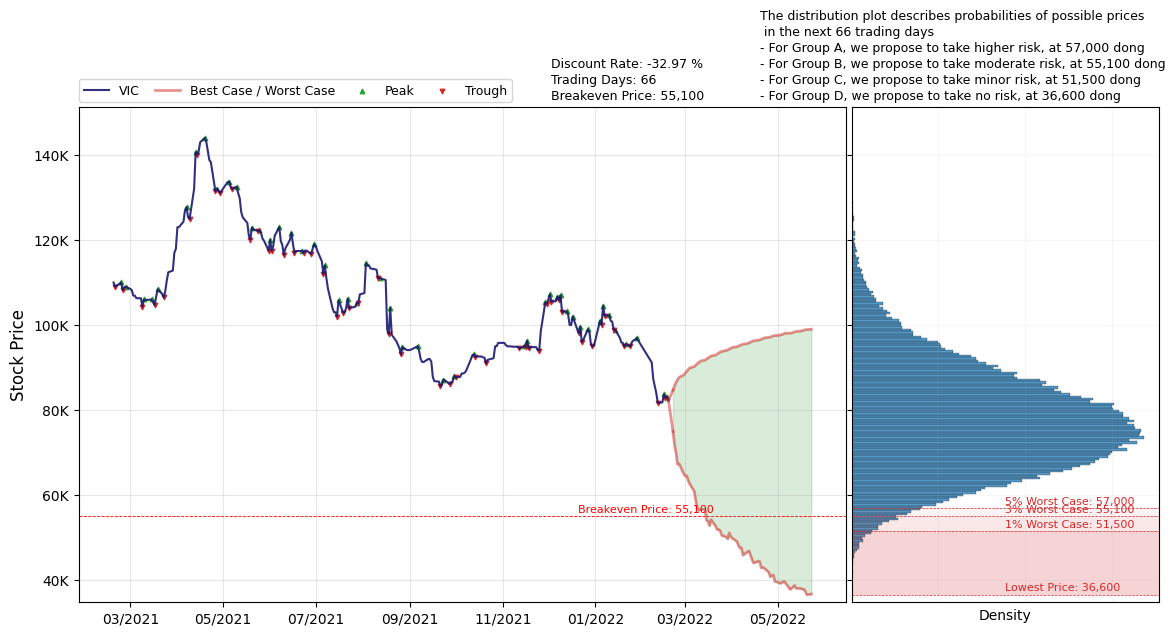 The distribution plot describes probabilities of possible prices
in the next 66 trading days
- For Group A, we propose to take higher risk, at 57,000 dong
- For Group B, we propose to take moderate risk, at 55,100 dong
- For Group C, we propose to take minor risk, at 51,500 dong
- For Group D, we propose to take no risk, at 36,600 dong
Discount Rate: -32.97 %
Trading Days: 66
Breakeven Price: 55,100
VIC
Best Case / Worst Case
Peak
Trough
Stock Price
140K
120K
100K
80K
60K
40K
Breakeven Price: 55,100
5% Worst Case: 57,000
3% Worst Case: 55,100
1% Worst Case: 51,500
Lowest Price: 36,600
03/2021
05/2021
07/2021
09/2021
11/2021
01/2022
03/2022
05/2022
Density